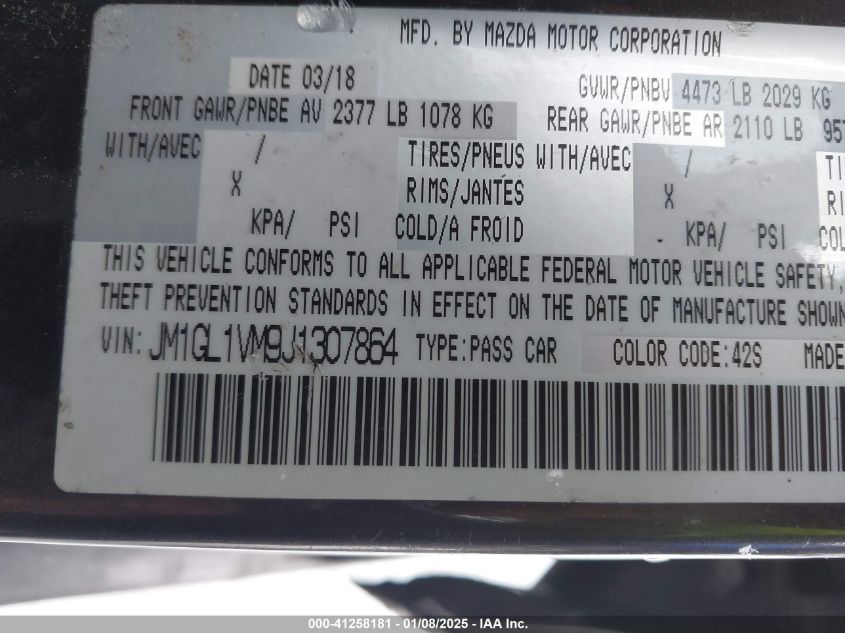 MFD. BY MAZDA MOTOR CORPORATION
DATE 03/18 GVWR/PNBV 4473 LB 2029 KG
FRONT GAWR/PNBE AV 2377 LB 1078 KG REAR GAWR/PNBE AR 2110 LB 957
WITH/AVEC / TIRES/PNEUS WITH/AVEC / TI
X RIMS/JANTES X RI
KPA/ PSI COLD/A FROID KPA/ PSI COL
THIS VEHICLE CONFORMS TO ALL APPLICABLE FEDERAL MOTOR VEHICLE SAFETY,
THEFT PREVENTION STANDARDS IN EFFECT ON THE DATE OF MANUFACTURE SHOWN
VIN: JM1GL1VM9J1307864 TYPE:PASS CAR COLOR CODE:42S MADE
000-41258181 - 01/08/2025 - IAA Inc.